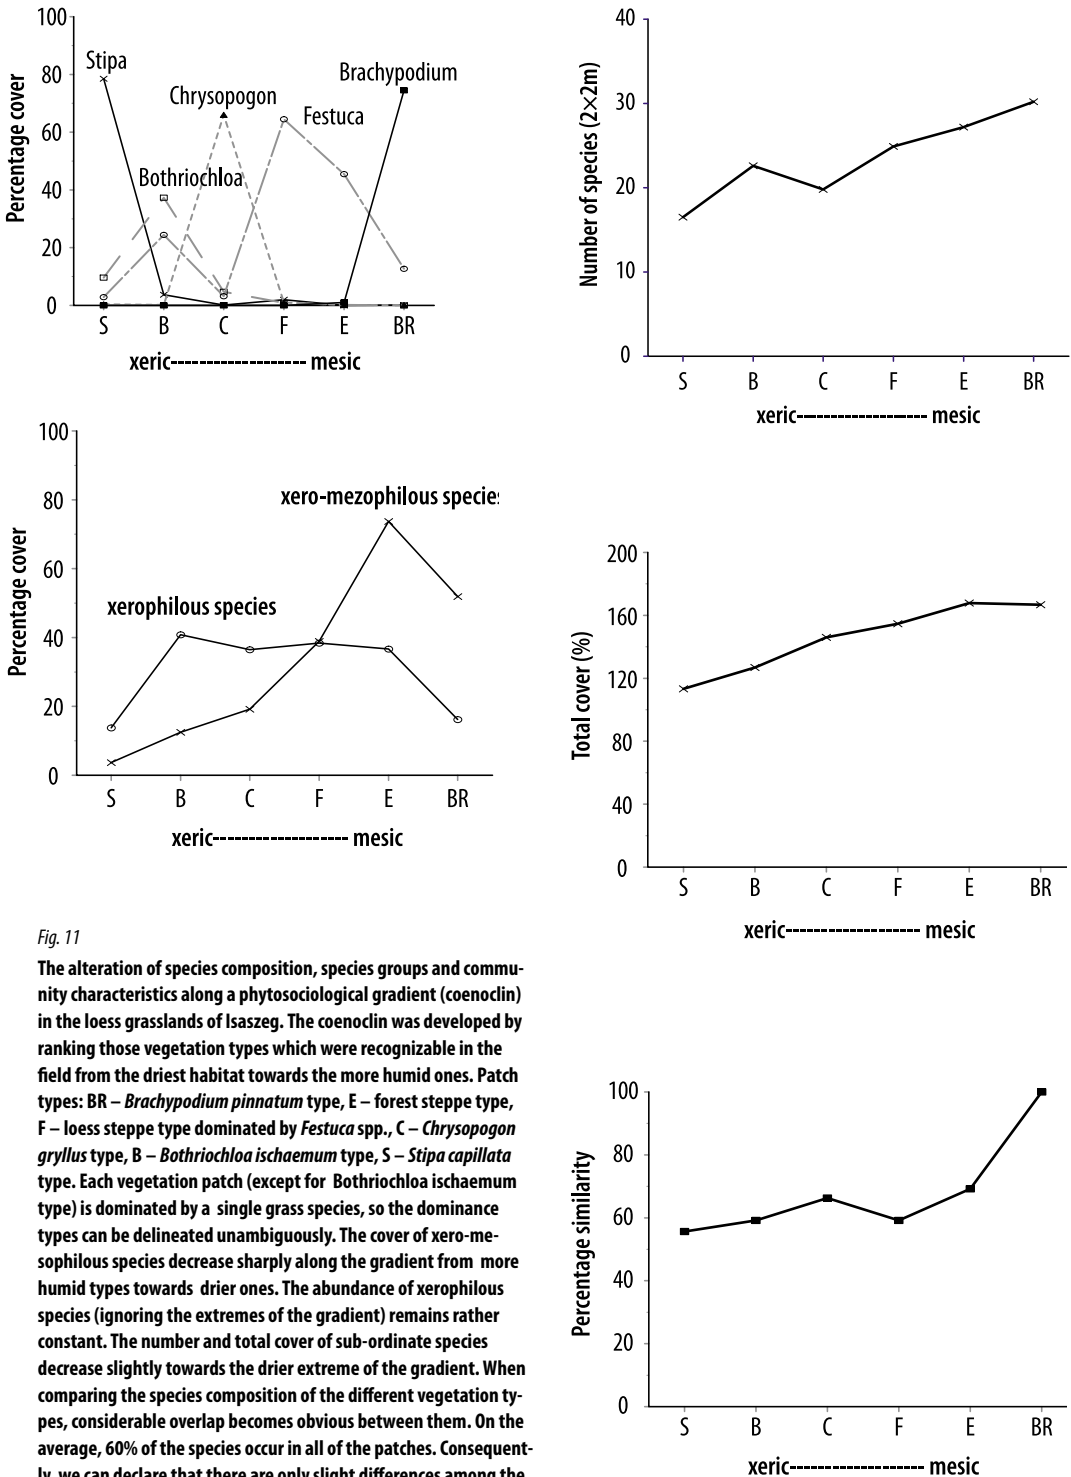 Percentage cover
100
80
60
40
20
0
Stipa
Bothriochloa
Chrysopogon
Festuca
Brachypodium
S B C F E BR
xeric-------------------- mesic
Number of species (2×2m)
40
30
20
10
0
S B C F E BR
xeric-------------------- mesic
Percentage cover
100
80
60
40
20
0
xerophilous species
xero-mezophilous species
S B C F E BR
xeric-------------------- mesic
Total cover (%)
200
160
120
80
40
0
S B C F E BR
xeric-------------------- mesic
Fig. 11
The alteration of species composition, species groups and commu-
nity characteristics along a phytosociological gradient (coenoclin)
in the loess grasslands of Isaszeg. The coenoclin was developed by
ranking those vegetation types which were recognizable in the
field from the driest habitat towards the more humid ones. Patch
types: BR – Brachypodium pinnatum type, E – forest steppe type,
F – loess steppe type dominated by Festuca spp., C – Chrysopogon
gryllus type, B – Bothriochloa ischaemum type, S – Stipa capillata
type. Each vegetation patch (except for Bothriochloa ischaemum
type) is dominated by a single grass species, so the dominance
types can be delineated unambiguously. The cover of xero-me-
sophilous species decrease sharply along the gradient from more
humid types towards drier ones. The abundance of xerophilous
species (ignoring the extremes of the gradient) remains rather
constant. The number and total cover of sub-ordinate species
decrease slightly towards the drier extreme of the gradient. When
comparing the species composition of the different vegetation ty-
pes, considerable overlap becomes obvious between them. On the
average, 60% of the species occur in all of the patches. Consequent-
ly, we can declare that there are only slight differences among the
Percentage similarity
100
80
60
40
20
0
S B C F E BR
xeric-------------------- mesic